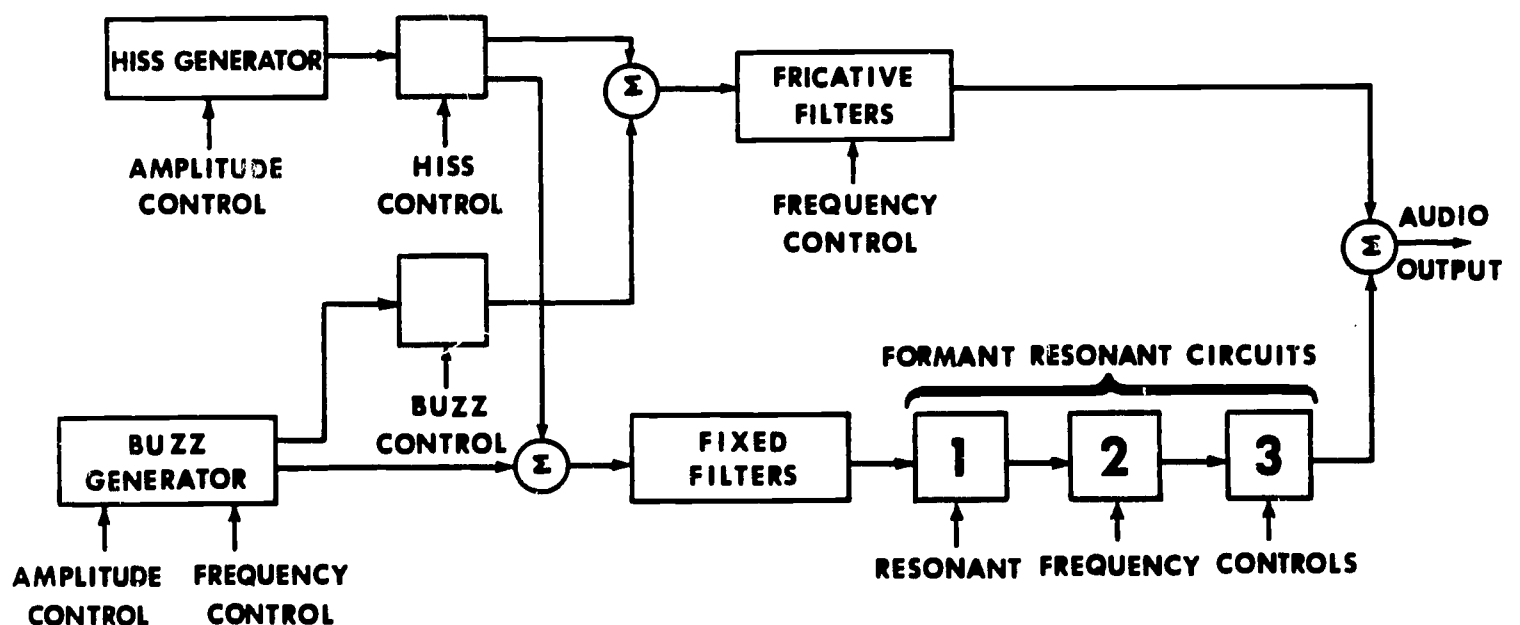 HISS GENERATOR
AMPLITUDE
CONTROL
HISS
CONTROL
Σ
FRICATIVE
FILTERS
FREQUENCY
CONTROL
Σ
AUDIO
OUTPUT
BUZZ
CONTROL
BUZZ
GENERATOR
AMPLITUDE
CONTROL
FREQUENCY
CONTROL
Σ
FIXED
FILTERS
FORMANT RESONANT CIRCUITS
1
2
3
RESONANT FREQUENCY CONTROLS